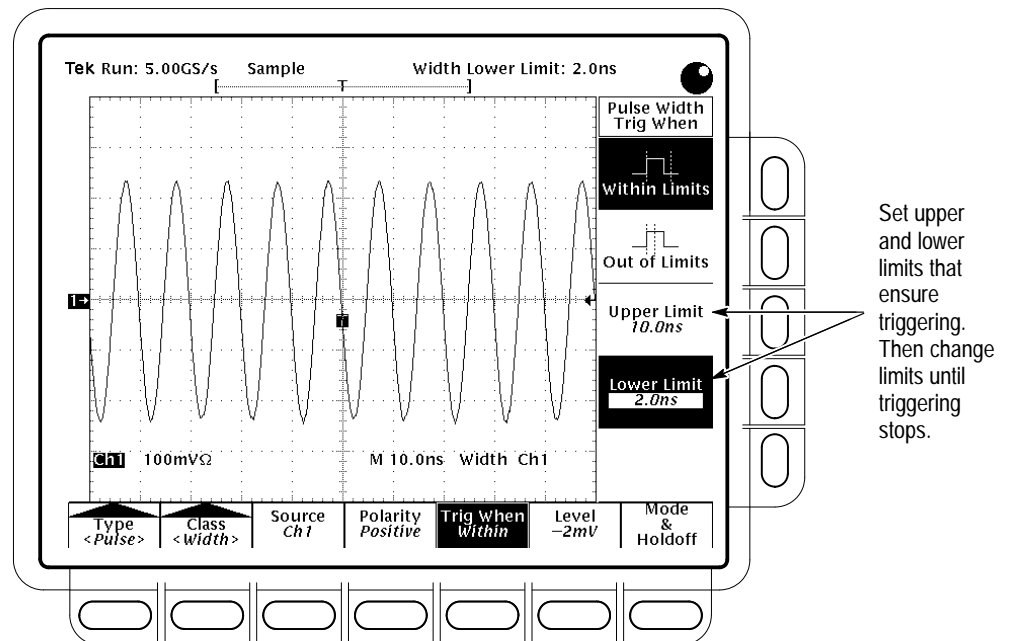 Tek Run: 5.00GS/s Sample Width Lower Limit: 2.0ns
T
Pulse Width
Trig When
Within Limits
Out of Limits
Upper Limit
10.0ns
Lower Limit
2.0ns
1→
T
Ch1 100mVΩ M 10.0ns Width Ch1
Type
<Pulse>
Class
<Width>
Source
Ch1
Polarity
Positive
Trig When
Within
Level
−2mV
Mode
&
Holdoff
Set upper
and lower
limits that
ensure
triggering.
Then change
limits until
triggering
stops.